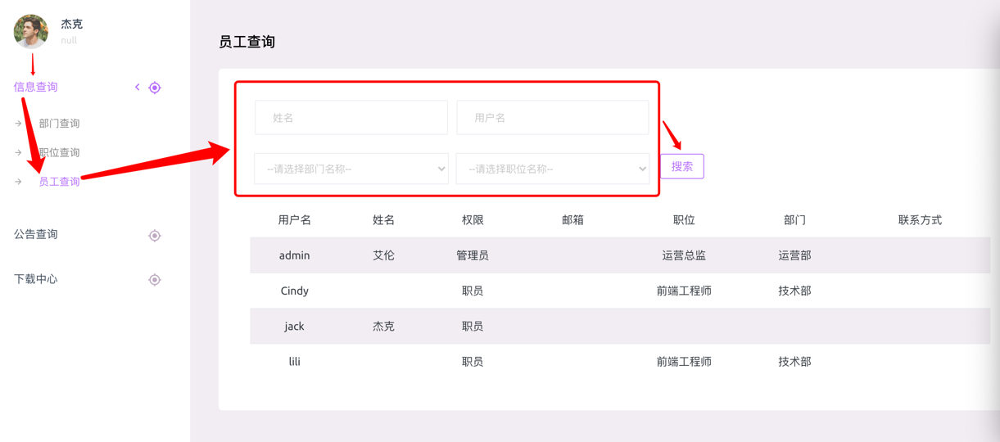 杰克
null
信息查询
部门查询
职位查询
员工查询
公告查询
下载中心
员工查询
姓名 用户名
--请选择部门名称-- --请选择职位名称-- 搜索
用户名 姓名 权限 邮箱 职位 部门 联系方式
admin 艾伦 管理员 运营总监 运营部
Cindy 职员 前端工程师 技术部
jack 杰克 职员
lili 职员 前端工程师 技术部